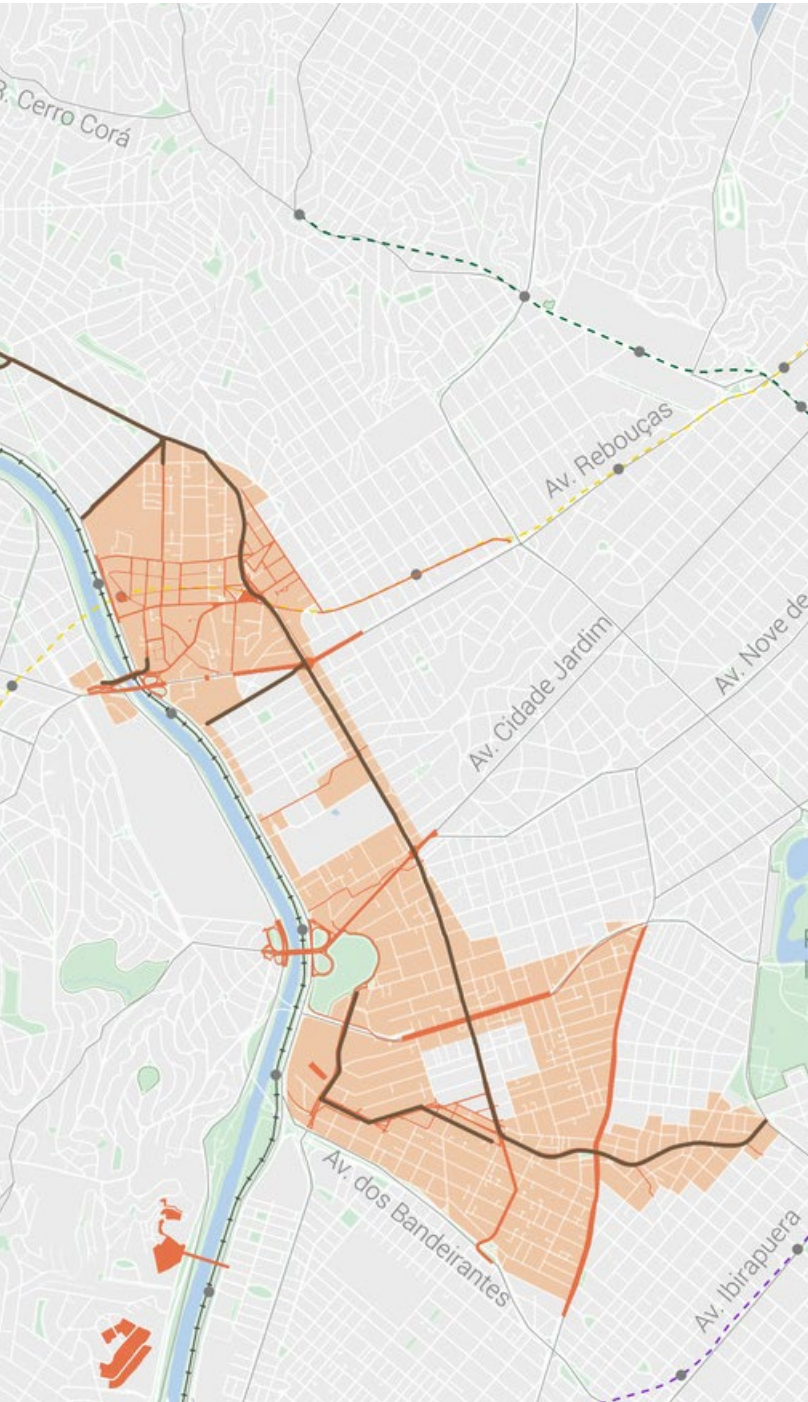 R. Cerro Corá
Av. Rebouças
Av. Cidade Jardim
Av. Nove de
Av. dos Bandeirantes
Av. Ibirapuera